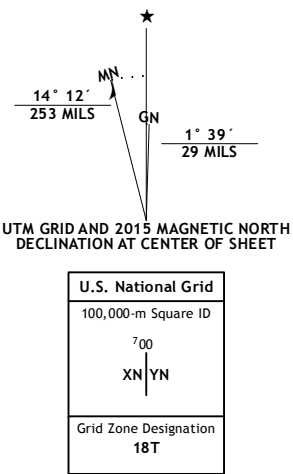 ★
MN
GN
14° 12´
253 MILS
1° 39´
29 MILS
UTM GRID AND 2015 MAGNETIC NORTH
DECLINATION AT CENTER OF SHEET
U.S. National Grid
100,000-m Square ID
⁷00
XN YN
Grid Zone Designation
18T